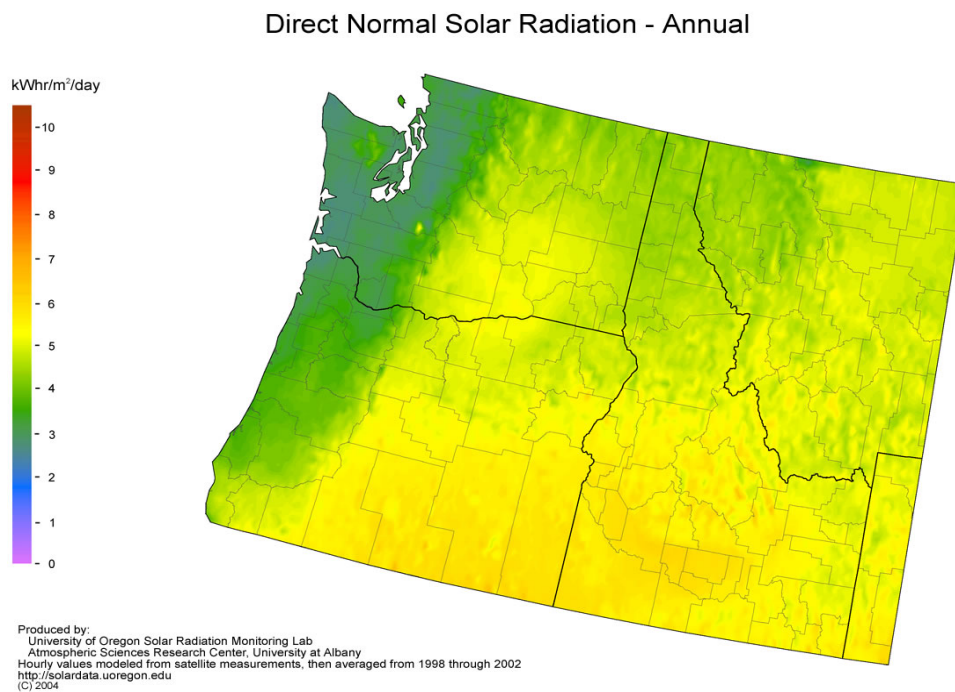 Direct Normal Solar Radiation - Annual
kWhr/m²/day
10
9
8
7
6
5
4
3
2
1
0
Produced by:
University of Oregon Solar Radiation Monitoring Lab
Atmospheric Sciences Research Center, University at Albany
Hourly values modeled from satellite measurements, then averaged from 1998 through 2002
http://solardata.uoregon.edu
(C) 2004